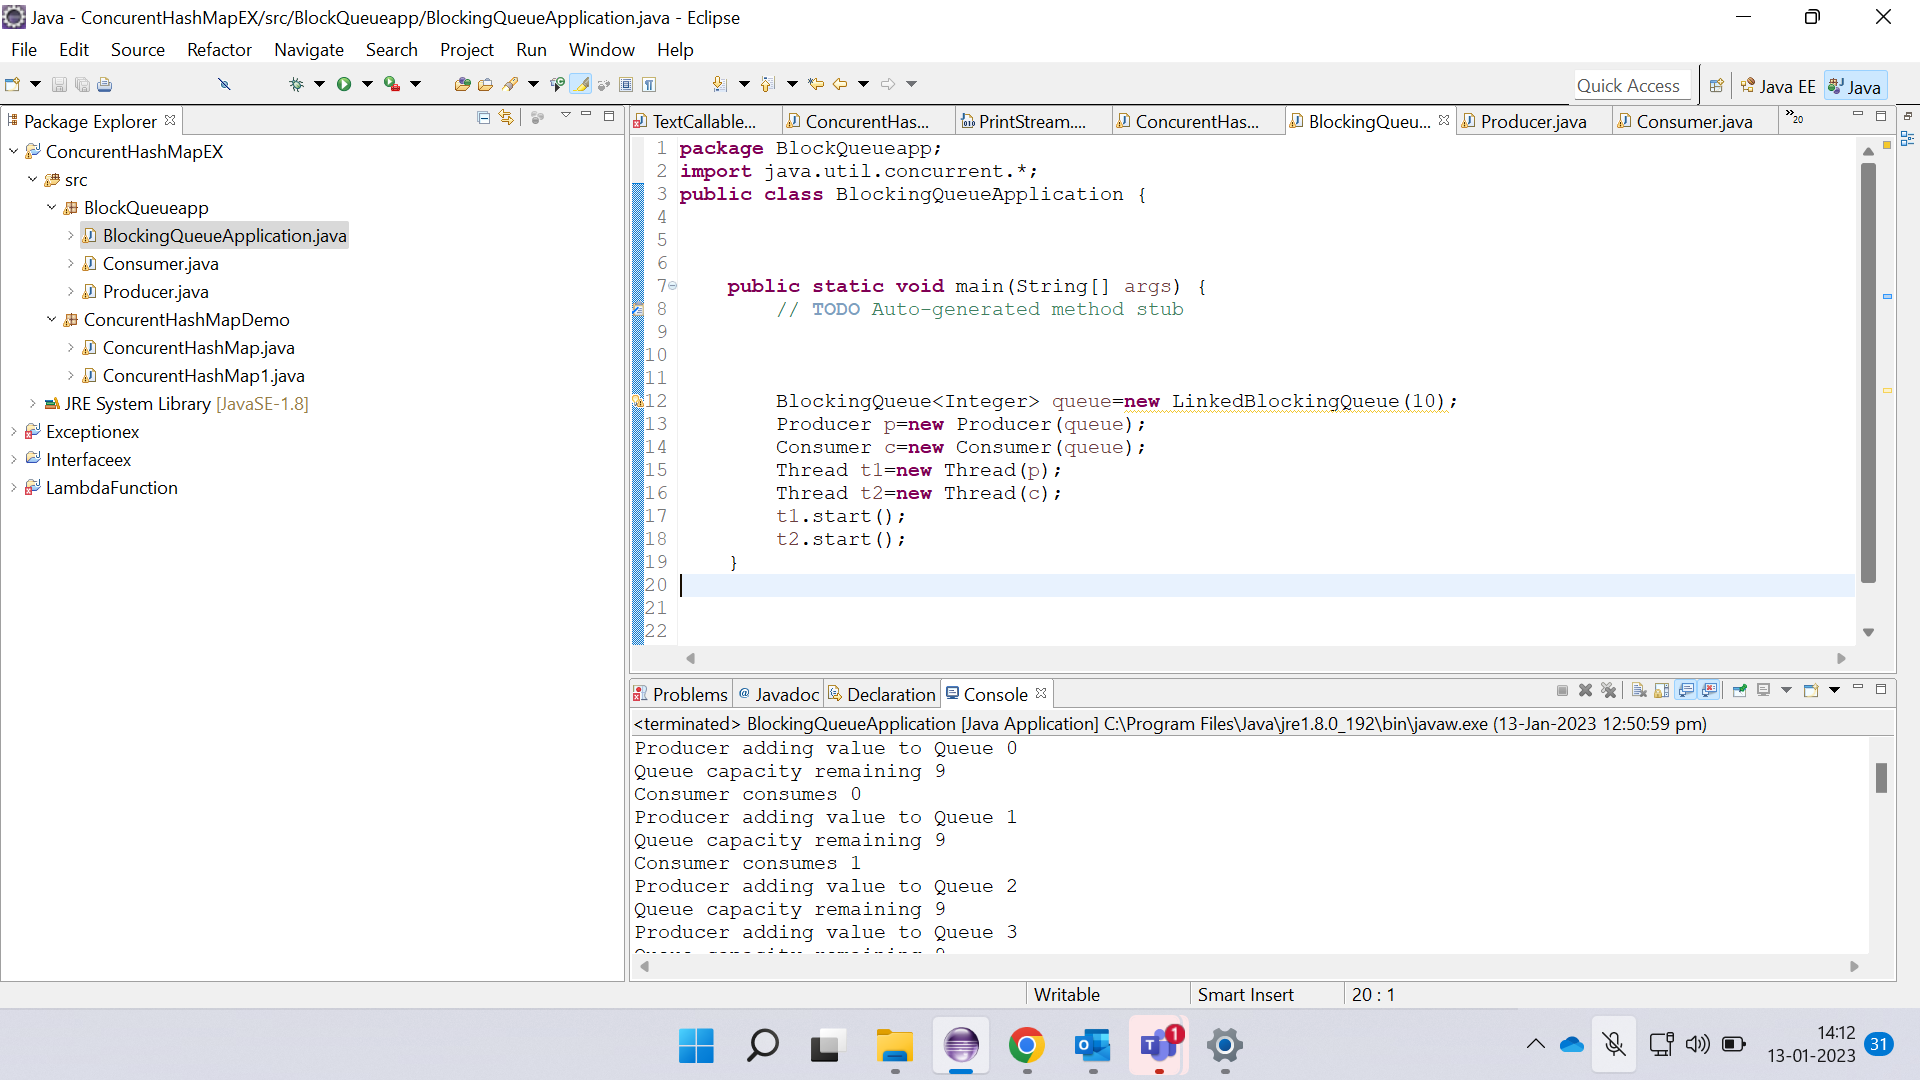 Java - ConcurentHashMapEX/src/BlockQueueapp/BlockingQueueApplication.java - Eclipse
File Edit Source Refactor Navigate Search Project Run Window Help
Quick Access Java EE Java
Package Explorer
TextCallable... ConcurentHas... PrintStream.... ConcurentHas... BlockingQueu... Producer.java Consumer.java »20
ConcurentHashMapEX
src
BlockQueueapp
BlockingQueueApplication.java
Consumer.java
Producer.java
ConcurentHashMapDemo
ConcurentHashMap.java
ConcurentHashMap1.java
JRE System Library [JavaSE-1.8]
Exceptionex
Interfaceex
LambdaFunction
1 package BlockQueueapp;
2 import java.util.concurrent.*;
3 public class BlockingQueueApplication {
4
5
6
7 public static void main(String[] args) {
8 // TODO Auto-generated method stub
9
10
11
12 BlockingQueue<Integer> queue=new LinkedBlockingQueue(10);
13 Producer p=new Producer(queue);
14 Consumer c=new Consumer(queue);
15 Thread t1=new Thread(p);
16 Thread t2=new Thread(c);
17 t1.start();
18 t2.start();
19 }
20
21
22
Problems @ Javadoc Declaration Console
<terminated> BlockingQueueApplication [Java Application] C:\Program Files\Java\jre1.8.0_192\bin\javaw.exe (13-Jan-2023 12:50:59 pm)
Producer adding value to Queue 0
Queue capacity remaining 9
Consumer consumes 0
Producer adding value to Queue 1
Queue capacity remaining 9
Consumer consumes 1
Producer adding value to Queue 2
Queue capacity remaining 9
Producer adding value to Queue 3
Queue capacity remaining 9
Writable Smart Insert 20 : 1
1
14:12
13-01-2023 31